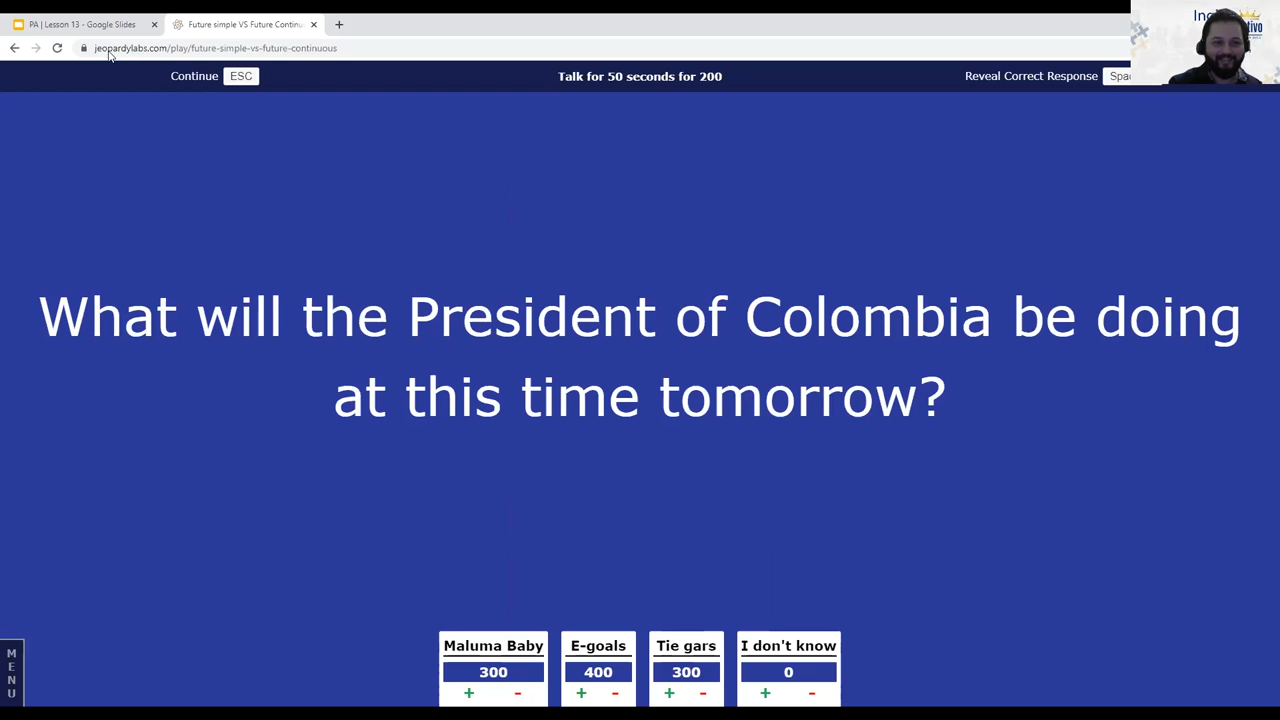 PA | Lesson 13 - Google Slides
Future simple VS Future Continu
jeopardylabs.com/play/future-simple-vs-future-continuous
Continue ESC
Talk for 50 seconds for 200
Reveal Correct Response
What will the President of Colombia be doing
at this time tomorrow?
MENU
Maluma Baby E-goals Tie gars I don't know
300 400 300 0
+ - + - + - + -